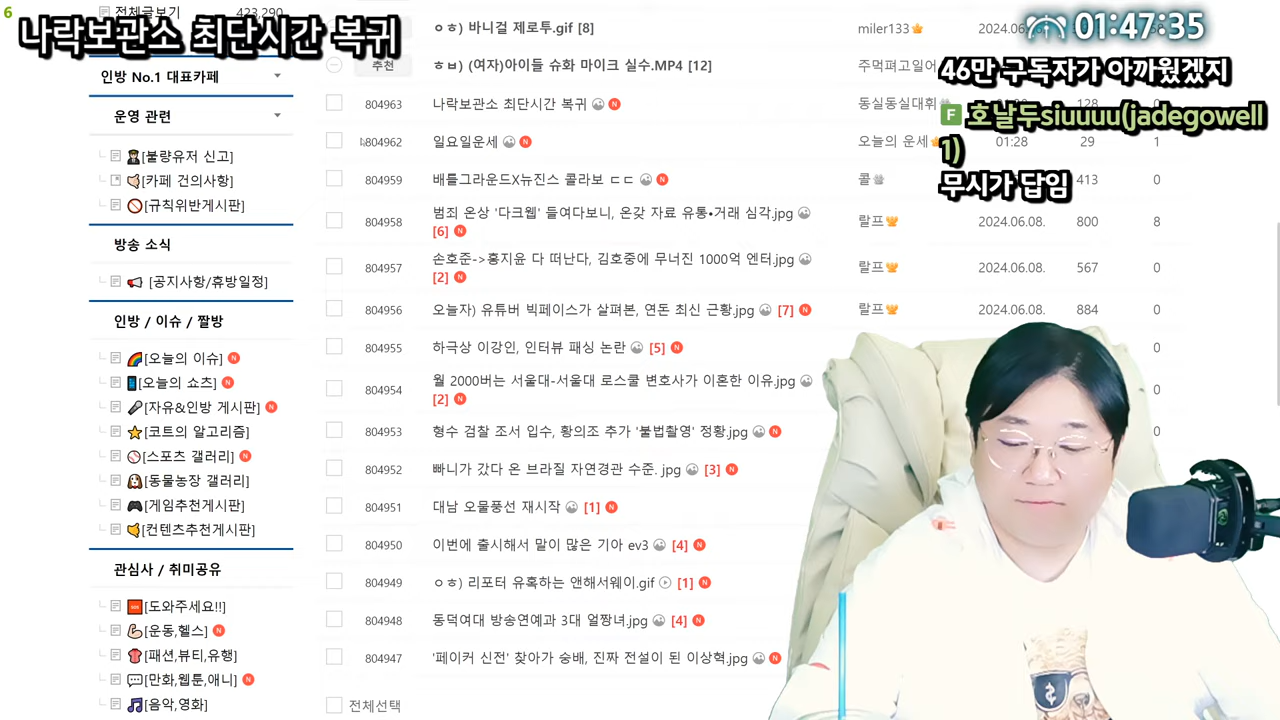 6
전체글보기 423,290
나락보관소 최단시간 복귀
인방 No.1 대표카페
운영 관련
[불량유저 신고]
[카페 건의사항]
[규칙위반게시판]
방송 소식
[공지사항/휴방일정]
인방 / 이슈 / 짤방
[오늘의 이슈] N
[오늘의 쇼츠] N
[자유&인방 게시판] N
[코트의 알고리즘]
[스포츠 갤러리] N
[동물농장 갤러리]
[게임추천게시판]
[컨텐츠추천게시판]
관심사 / 취미공유
[도와주세요!!]
[운동,헬스] N
[패션,뷰티,유행]
[만화,웹툰,애니] N
[음악,영화]
ㅇㅎ) 바니걸 제로투.gif [8] miler133 2024.06
추천 ㅎㅂ) (여자)아이들 슈화 마이크 실수.MP4 [12] 주먹펴고일어
804963 나락보관소 최단시간 복귀 N 동실동실대휘 128 0
804962 일요일운세 N 오늘의 운세 01:28 29 1
804959 배틀그라운드X뉴진스 콜라보 ㄷㄷ N 콜 413 0
804958 범죄 온상 '다크웹' 들여다보니, 온갖 자료 유통•거래 심각.jpg 랄프 2024.06.08. 800 8
[6] N
804957 손호준->홍지윤 다 떠난다, 김호중에 무너진 1000억 엔터.jpg 랄프 2024.06.08. 567 0
[2] N
804956 오늘자) 유튜버 빅페이스가 살펴본, 연돈 최신 근황.jpg [7] N 랄프 2024.06.08. 884 0
804955 하극상 이강인, 인터뷰 패싱 논란 [5] N 0
804954 월 2000버는 서울대-서울대 로스쿨 변호사가 이혼한 이유.jpg 0
[2] N
804953 형수 검찰 조서 입수, 황의조 추가 '불법촬영' 정황.jpg N 0
804952 빠니가 갔다 온 브라질 자연경관 수준. jpg [3] N
804951 대남 오물풍선 재시작 [1] N
804950 이번에 출시해서 말이 많은 기아 ev3 [4] N
804949 ㅇㅎ) 리포터 유혹하는 앤해서웨이.gif [1] N
804948 동덕여대 방송연예과 3대 얼짱녀.jpg [4] N
804947 '페이커 신전' 찾아가 숭배, 진짜 전설이 된 이상혁.jpg N
전체선택
01:47:35
46만 구독자가 아까웠겠지
F 호날두siuuuu(jadegowell
1)
무시가 답임